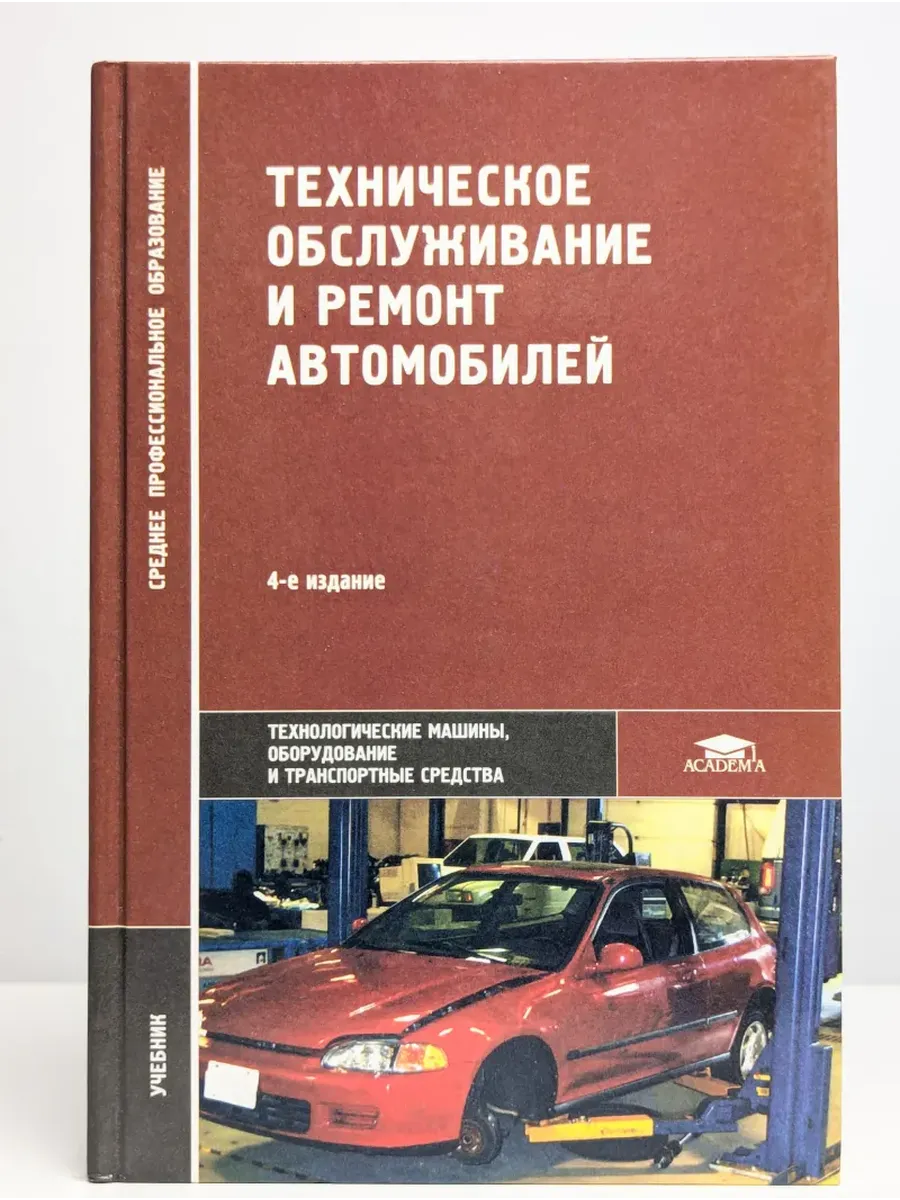 ТЕХНИЧЕСКОЕ
ОБСЛУЖИВАНИЕ
И РЕМОНТ
АВТОМОБИЛЕЙ
4-е издание
СРЕДНЕЕ ПРОФЕССИОНАЛЬНОЕ ОБРАЗОВАНИЕ
УЧЕБНИК
ТЕХНОЛОГИЧЕСКИЕ МАШИНЫ,
ОБОРУДОВАНИЕ
И ТРАНСПОРТНЫЕ СРЕДСТВА
ACADEMA